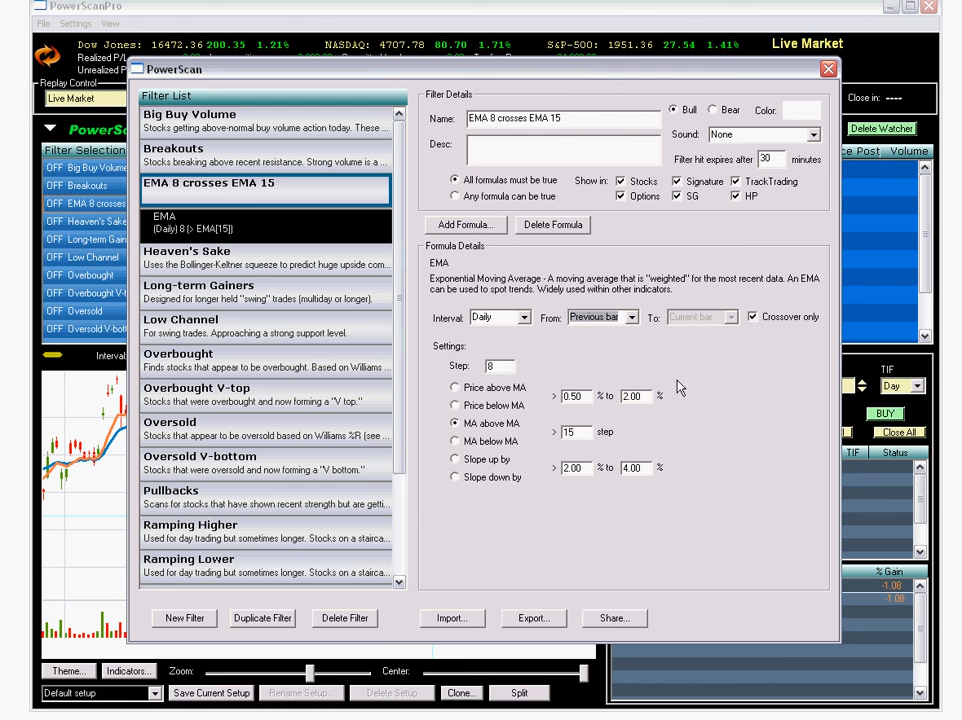 PowerScanPro
File Settings View
Dow Jones: 16472.36 200.35 1.21% NASDAQ: 4707.78 80.70 1.71% S&P-500: 1951.36 27.54 1.41% Live Market
Realized P/L
Unrealized P
Replay Control
Live Market
Close in: ----
PowerSc
Delete Watcher
Filter Selection
ce Post Volume
OFF Big Buy Volume
OFF Breakouts
OFF EMA 8 crosses
OFF Heaven's Sake
OFF Long-term Gain
OFF Low Channel
OFF Overbought
OFF Overbought V-t
OFF Oversold
OFF Oversold V-bott
Interval:
PowerScan
Filter List
Big Buy Volume
Stocks getting above-normal buy volume action today. These ...
Breakouts
Stocks breaking above recent resistance. Strong volume is a ...
EMA 8 crosses EMA 15
EMA
(Daily) 8 (> EMA[15])
Heaven's Sake
Uses the Bollinger-Keltner squeeze to predict huge upside com...
Long-term Gainers
Designed for longer held "swing" trades (multiday or longer).
Low Channel
For swing trades. Approaching a strong support level.
Overbought
Finds stocks that appear to be overbought. Based on Williams ...
Overbought V-top
Stocks that were overbought and now forming a "V top."
Oversold
Stocks that appear to be oversold based on Williams %R (see ...
Oversold V-bottom
Stocks that were oversold and now forming a "V bottom."
Pullbacks
Scans for stocks that have shown recent strength but are getti...
Ramping Higher
Used for day trading but sometimes longer. Stocks on a stairca...
Ramping Lower
Used for day trading but sometimes longer. Stocks on a stairca...
New Filter Duplicate Filter Delete Filter Import... Export... Share...
Filter Details
Name: EMA 8 crosses EMA 15 Bull Bear Color:
Desc: Sound: None
Filter hit expires after 30 minutes
All formulas must be true Show in: Stocks Signature TrackTrading
Any formula can be true Options SG HP
Add Formula... Delete Formula
Formula Details
EMA
Exponential Moving Average - A moving average that is "weighted" for the most recent data. An EMA
can be used to spot trends. Widely used within other indicators.
Interval: Daily From: Previous bar To: Current bar Crossover only
Settings:
Step: 8
Price above MA
> 0.50 % to 2.00 %
Price below MA
MA above MA
> 15 step
MA below MA
Slope up by
> 2.00 % to 4.00 %
Slope down by
TIF
Day
BUY
Close All
TIF Status
% Gain
-1.08
-1.08
Theme... Indicators... Zoom: Center:
Default setup Save Current Setup Rename Setup... Delete Setup Clone... Split